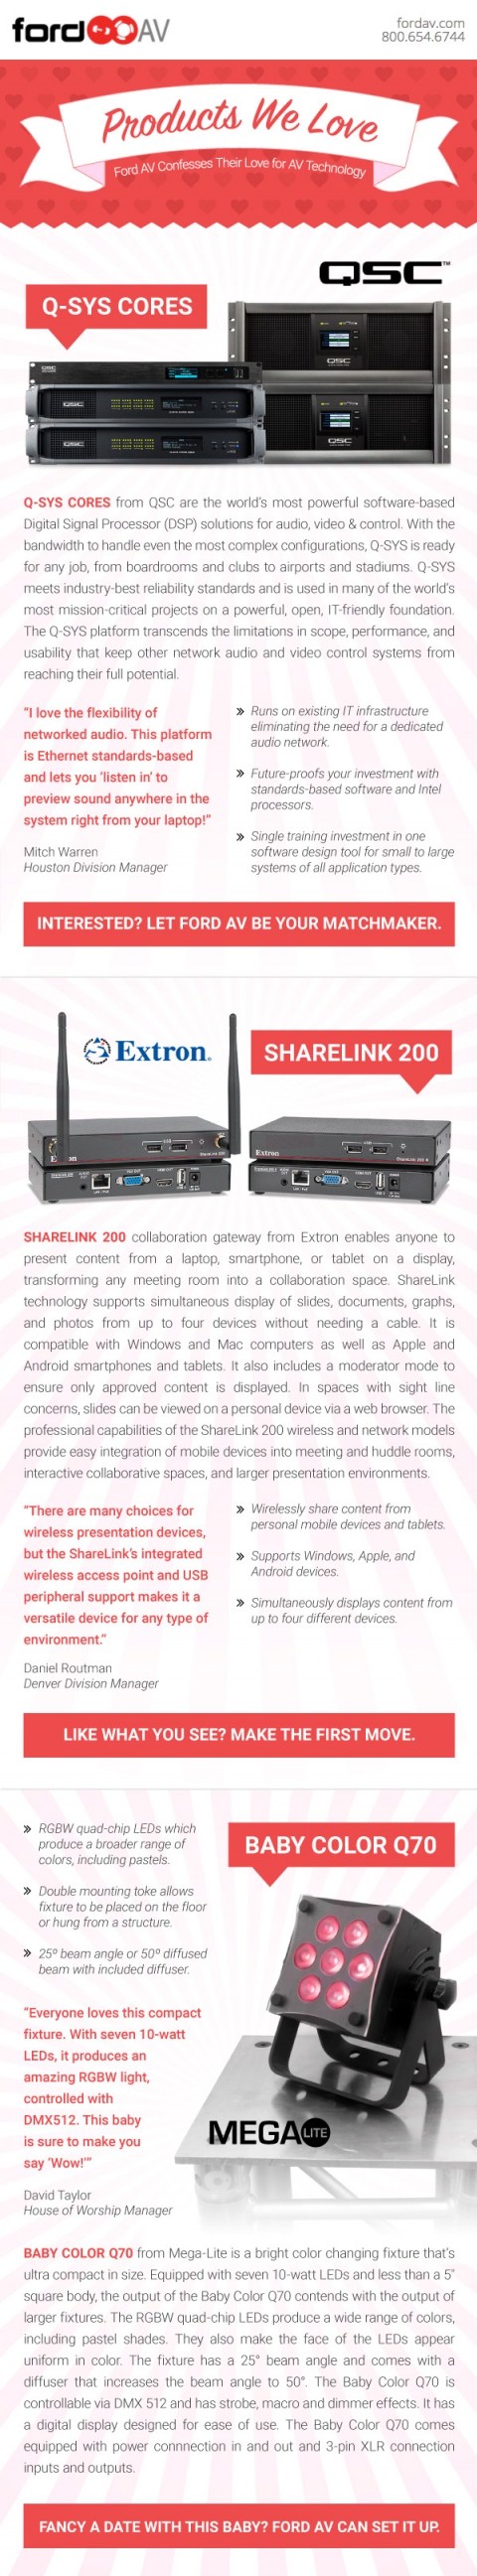 ford AV
fordav.com
800.654.6744
Products We Love
Ford AV Confesses Their Love for AV Technology
QSC™
Q-SYS CORES
QSC
QSC
QSC
QSC
QSC
Q-SYS CORES from QSC are the world's most powerful software-based
Digital Signal Processor (DSP) solutions for audio, video & control. With the
bandwidth to handle even the most complex configurations, Q-SYS is ready
for any job, from boardrooms and clubs to airports and stadiums. Q-SYS
meets industry-best reliability standards and is used in many of the world's
most mission-critical projects on a powerful, open, IT-friendly foundation.
The Q-SYS platform transcends the limitations in scope, performance, and
usability that keep other network audio and video control systems from
reaching their full potential.
"I love the flexibility of
networked audio. This platform
is Ethernet standards-based
and lets you 'listen in' to
preview sound anywhere in the
system right from your laptop!"
Mitch Warren
Houston Division Manager
» Runs on existing IT infrastructure
eliminating the need for a dedicated
audio network.
» Future-proofs your investment with
standards-based software and Intel
processors.
» Single training investment in one
software design tool for small to large
systems of all application types.
INTERESTED? LET FORD AV BE YOUR MATCHMAKER.
Extron.
SHARELINK 200
Extron
SHARELINK 200 collaboration gateway from Extron enables anyone to
present content from a laptop, smartphone, or tablet on a display,
transforming any meeting room into a collaboration space. ShareLink
technology supports simultaneous display of slides, documents, graphs,
and photos from up to four devices without needing a cable. It is
compatible with Windows and Mac computers as well as Apple and
Android smartphones and tablets. It also includes a moderator mode to
ensure only approved content is displayed. In spaces with sight line
concerns, slides can be viewed on a personal device via a web browser. The
professional capabilities of the ShareLink 200 wireless and network models
provide easy integration of mobile devices into meeting and huddle rooms,
interactive collaborative spaces, and larger presentation environments.
"There are many choices for
wireless presentation devices,
but the ShareLink's integrated
wireless access point and USB
peripheral support makes it a
versatile device for any type of
environment."
Daniel Routman
Denver Division Manager
» Wirelessly share content from
personal mobile devices and tablets.
» Supports Windows, Apple, and
Android devices.
» Simultaneously displays content from
up to four different devices.
LIKE WHAT YOU SEE? MAKE THE FIRST MOVE.
» RGBW quad-chip LEDs which
produce a broader range of
colors, including pastels.
» Double mounting toke allows
fixture to be placed on the floor
or hung from a structure.
» 25º beam angle or 50º diffused
beam with included diffuser.
BABY COLOR Q70
"Everyone loves this compact
fixture. With seven 10-watt
LEDs, it produces an
amazing RGBW light,
controlled with
DMX512. This baby
is sure to make you
say 'Wow!'"
MEGA LITE
David Taylor
House of Worship Manager
BABY COLOR Q70 from Mega-Lite is a bright color changing fixture that's
ultra compact in size. Equipped with seven 10-watt LEDs and less than a 5"
square body, the output of the Baby Color Q70 contends with the output of
larger fixtures. The RGBW quad-chip LEDs produce a wide range of colors,
including pastel shades. They also make the face of the LEDs appear
uniform in color. The fixture has a 25° beam angle and comes with a
diffuser that increases the beam angle to 50°. The Baby Color Q70 is
controllable via DMX 512 and has strobe, macro and dimmer effects. It has
a digital display designed for ease of use. The Baby Color Q70 comes
equipped with power connnection in and out and 3-pin XLR connection
inputs and outputs.
FANCY A DATE WITH THIS BABY? FORD AV CAN SET IT UP.